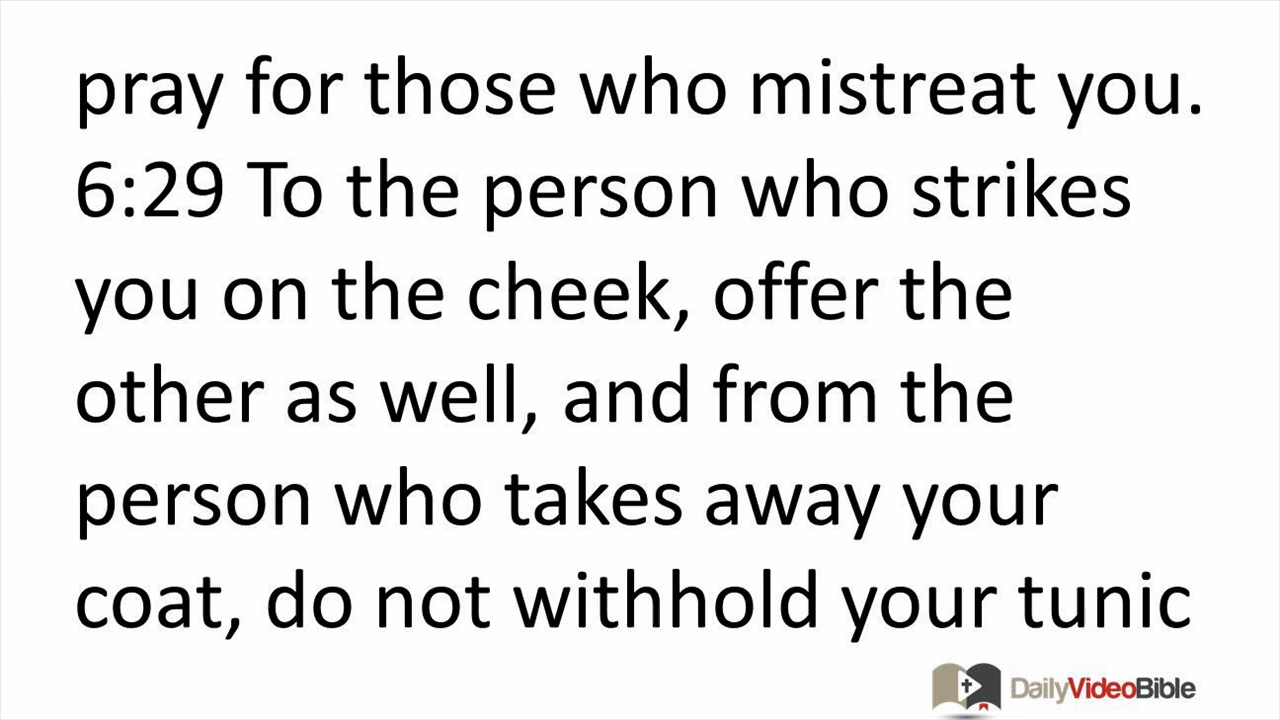 pray for those who mistreat you.
6:29 To the person who strikes
you on the cheek, offer the
other as well, and from the
person who takes away your
coat, do not withhold your tunic
DailyVideoBible